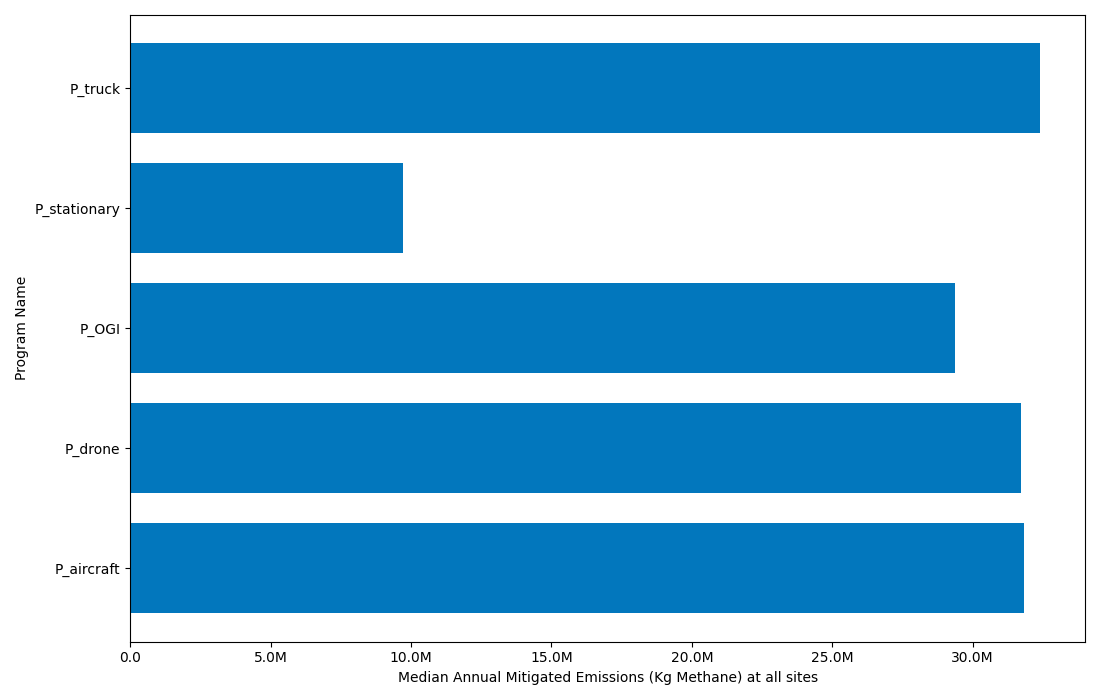 P_truck
P_stationary
P_OGI
P_drone
P_aircraft
Program Name
0.0 5.0M 10.0M 15.0M 20.0M 25.0M 30.0M
Median Annual Mitigated Emissions (Kg Methane) at all sites